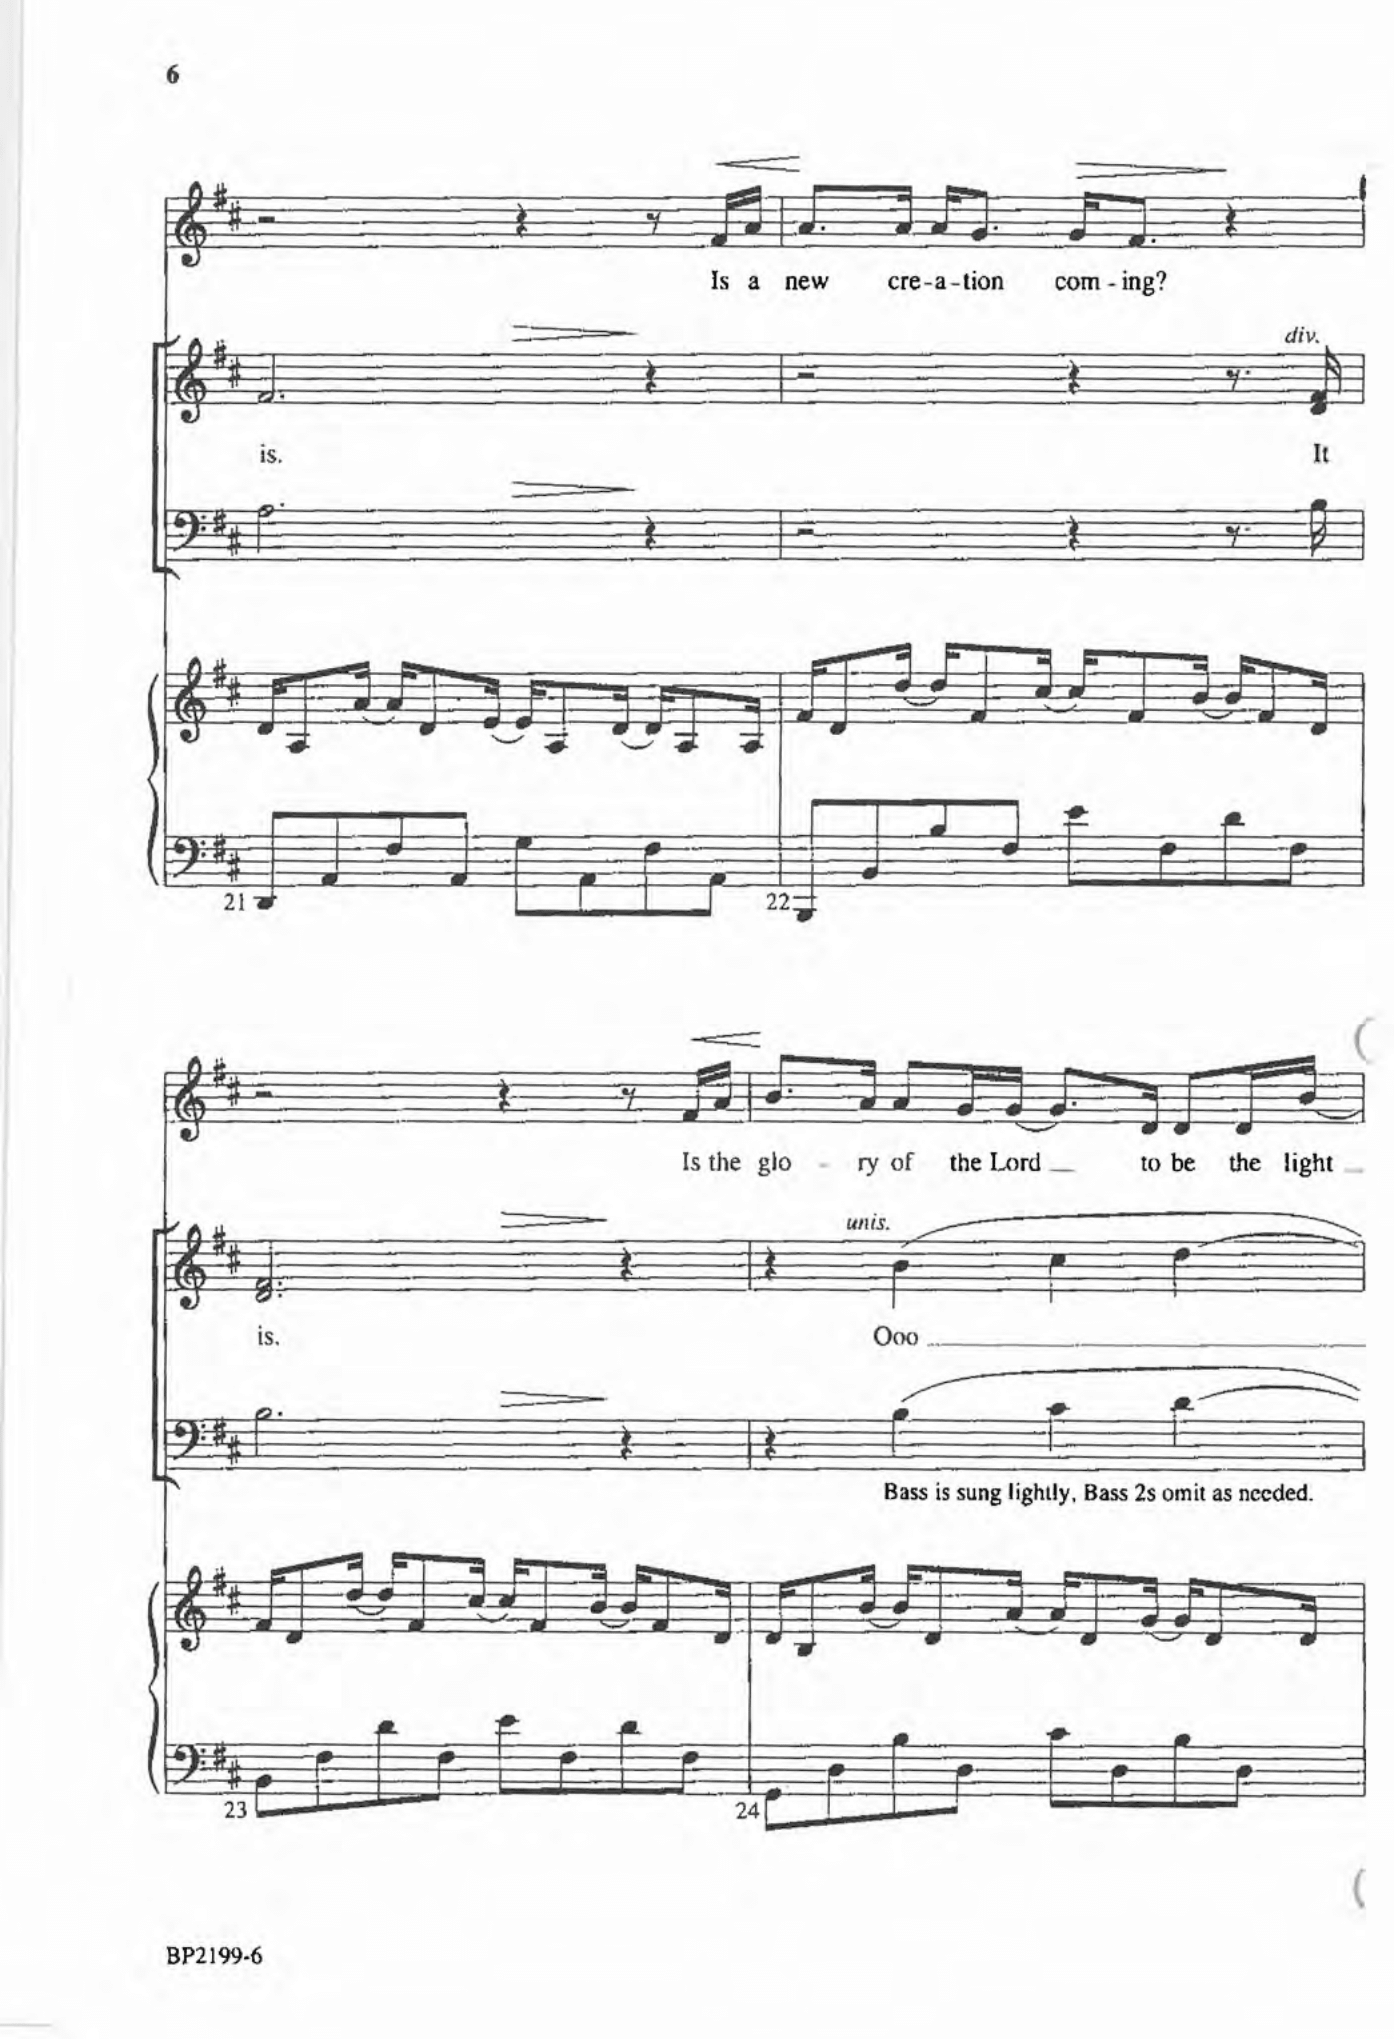 6
Is a new cre-a-tion com-ing?
div.
is. It
21 22
Is the glo - ry of the Lord to be the light
unis.
is. Ooo
Bass is sung lightly, Bass 2s omit as needed.
23 24
BP2199-6